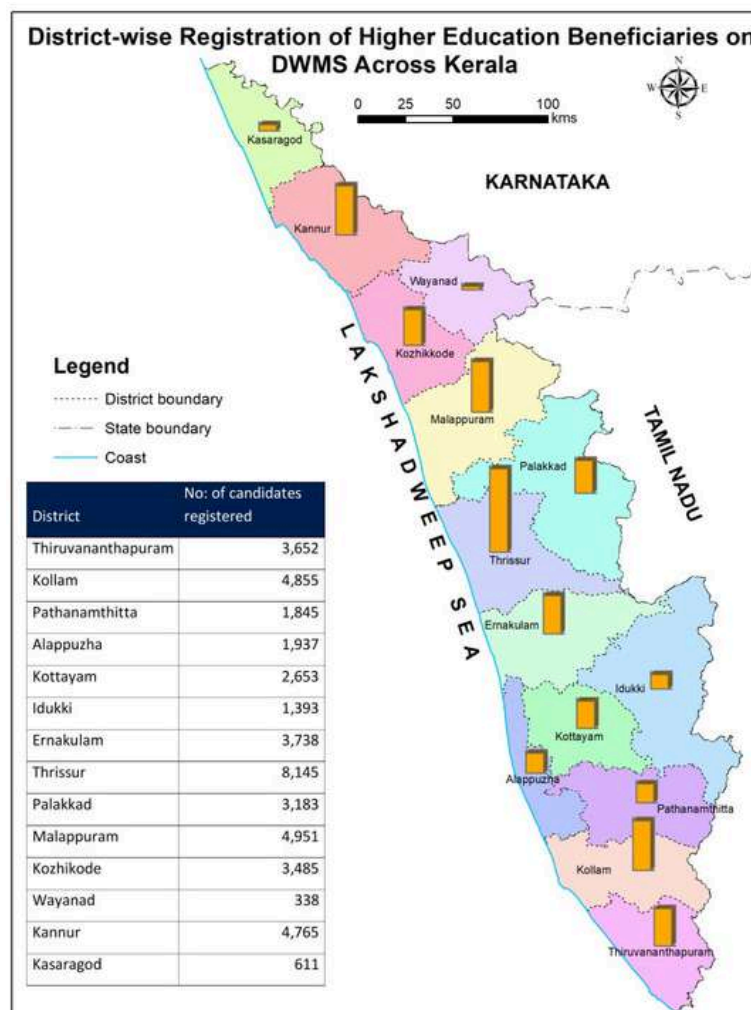 District-wise Registration of Higher Education Beneficiaries on
DWMS Across Kerala
N
W E
S
0 25 50 100
kms
KARNATAKA
Kasaragod
Kannur
Wayanad
Kozhikkode
Malappuram
Palakkad
Thrissur
Ernakulam
Idukki
Kottayam
Alappuzha
Pathanamthitta
Kollam
Thiruvananthapuram
TAMIL NADU
LAKSHADWEEP SEA
Legend
District boundary
State boundary
Coast
District No: of candidates registered
Thiruvananthapuram 3,652
Kollam 4,855
Pathanamthitta 1,845
Alappuzha 1,937
Kottayam 2,653
Idukki 1,393
Ernakulam 3,738
Thrissur 8,145
Palakkad 3,183
Malappuram 4,951
Kozhikode 3,485
Wayanad 338
Kannur 4,765
Kasaragod 611